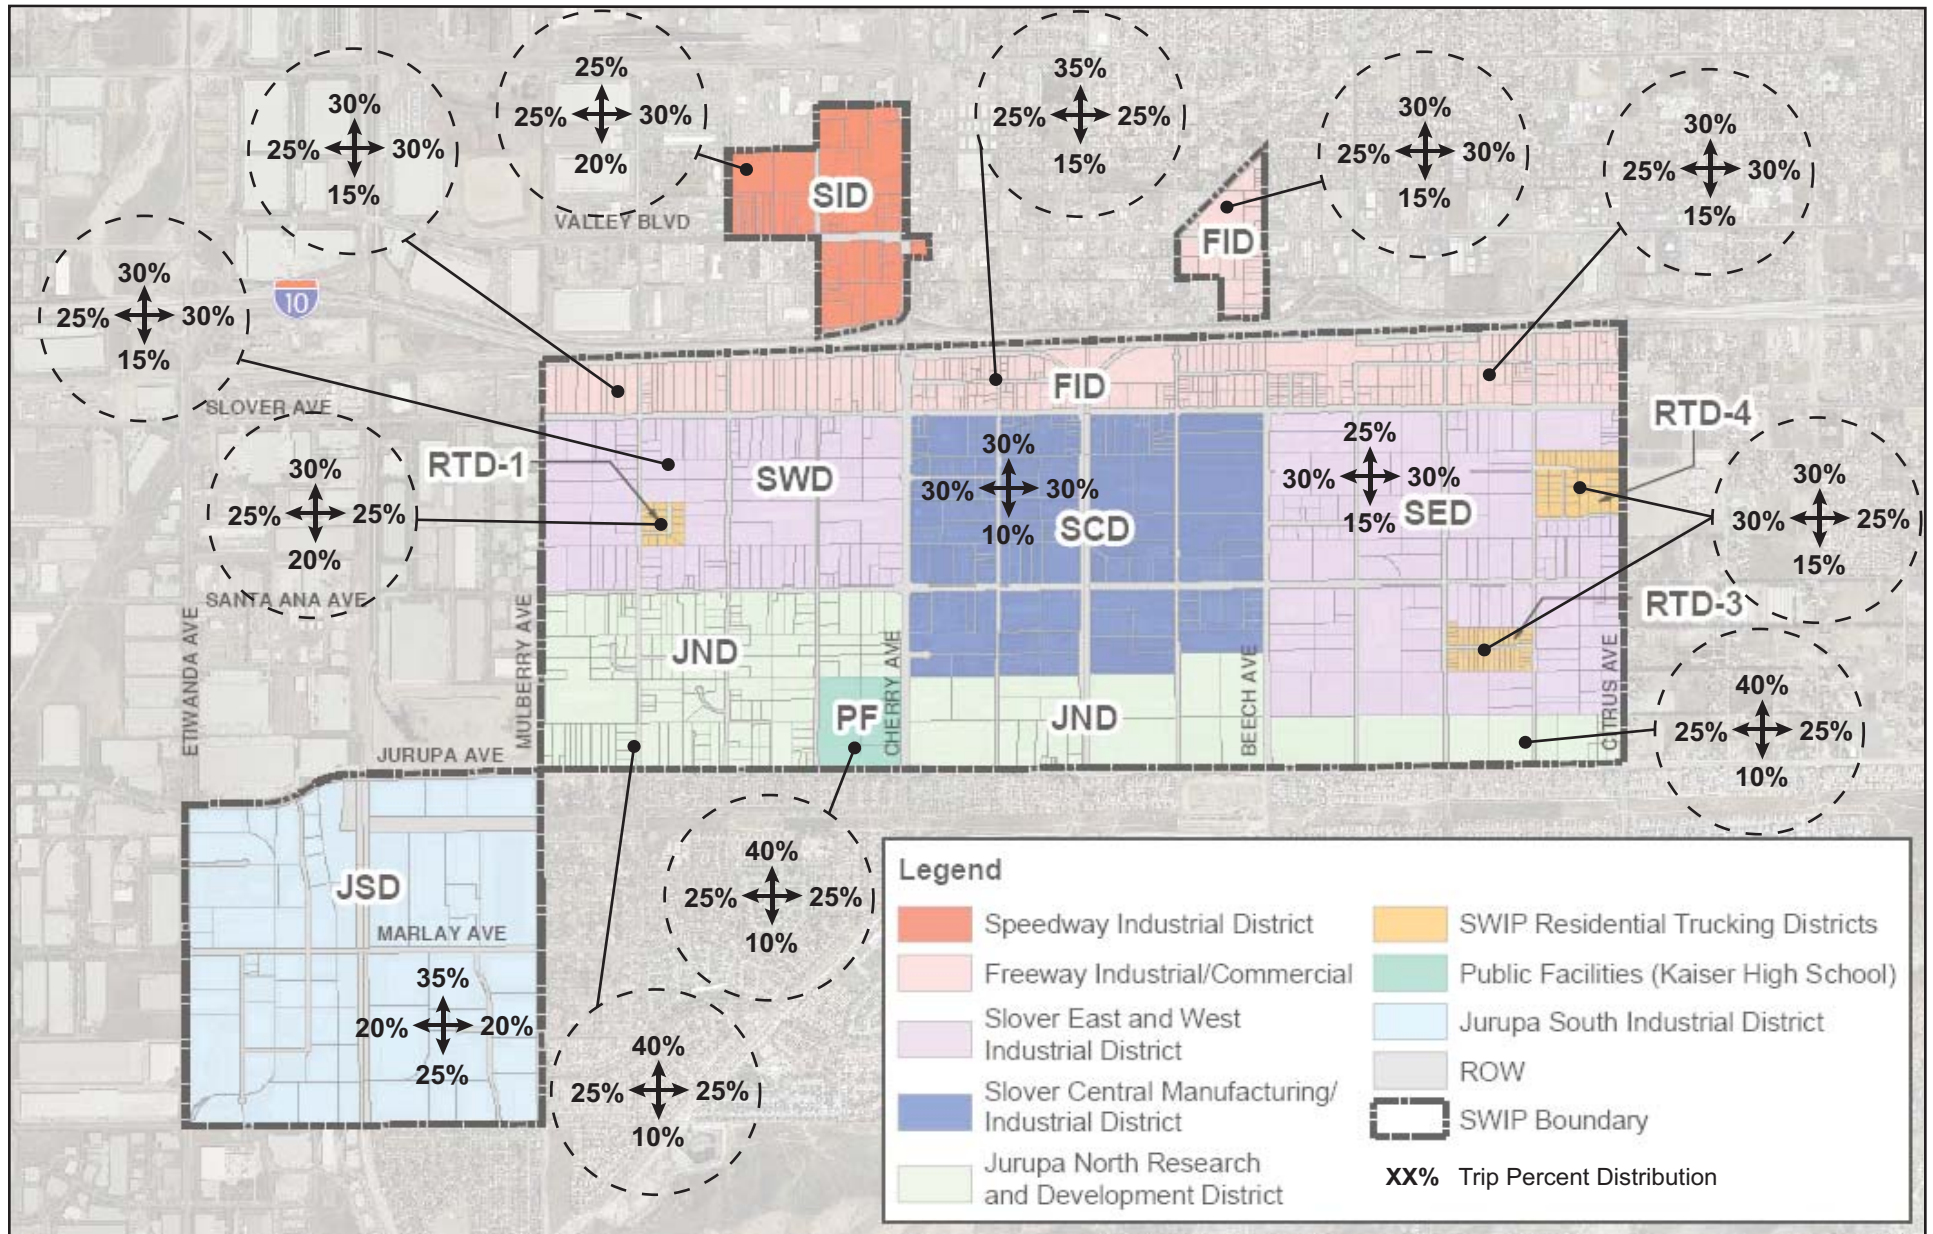 25%
25% 30%
20%
35%
25% 25%
15%
30%
25% 30%
15%
30%
25% 30%
15%
30%
25% 30%
15%
SID
VALLEY BLVD
FID
30%
25% 30%
15%
10
FID
SLOVER AVE
RTD-4
RTD-1
SWD
30%
30% 30%
10%
SCD
25%
30% 30%
15%
SED
30%
25% 25%
20%
30%
30% 25%
15%
SANTA ANA AVE
RTD-3
ETIWANDA AVE
MULBERRY AVE
JND
CHERRY AVE
BEECH AVE
CITRUS AVE
PF
JND
40%
25% 25%
10%
JURUPA AVE
JSD
MARLAY AVE
35%
20% 20%
25%
40%
25% 25%
10%
40%
25% 25%
10%
Legend
Speedway Industrial District
Freeway Industrial/Commercial
Slover East and West
Industrial District
Slover Central Manufacturing/
Industrial District
Jurupa North Research
and Development District
SWIP Residential Trucking Districts
Public Facilities (Kaiser High School)
Jurupa South Industrial District
ROW
SWIP Boundary
XX% Trip Percent Distribution